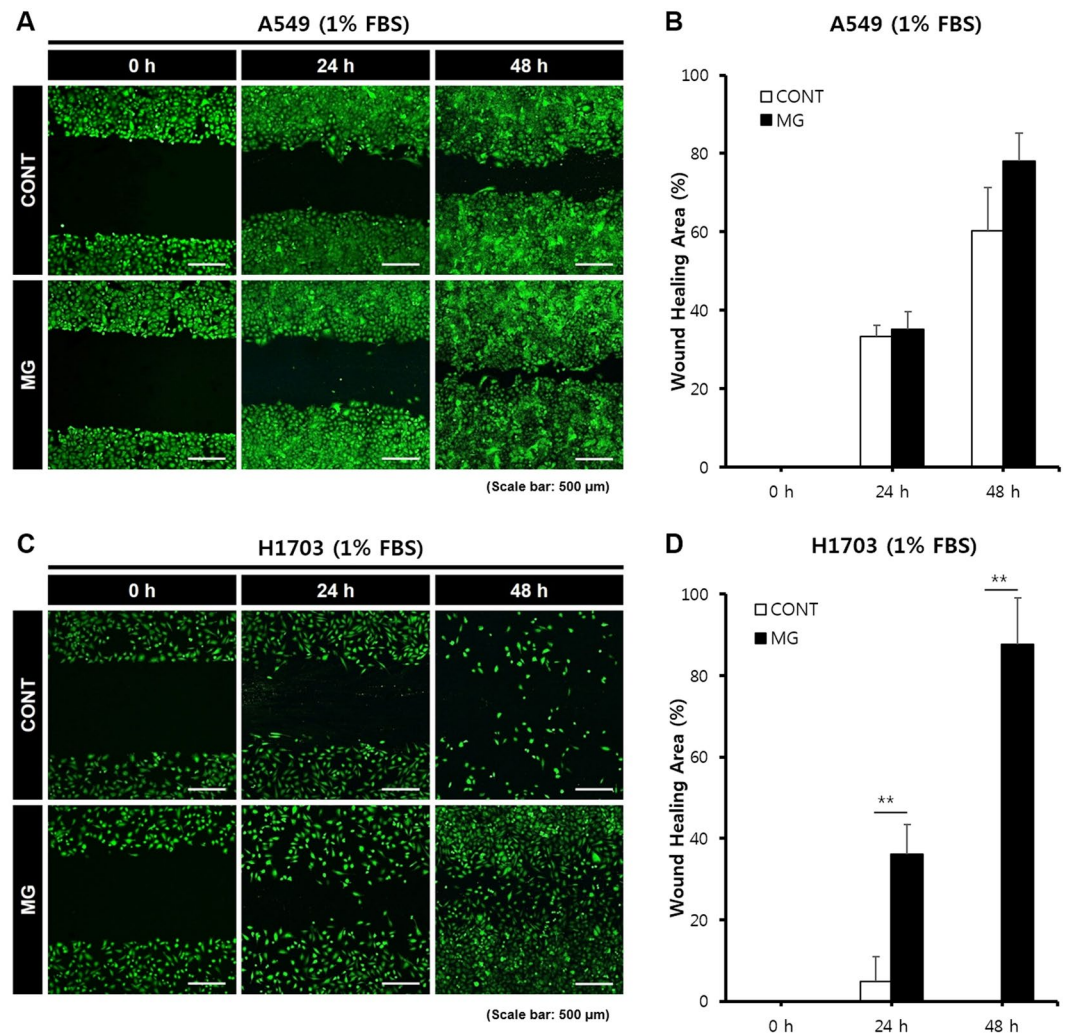 A
A549 (1% FBS)
0 h 24 h 48 h
CONT
MG
(Scale bar: 500 µm)
B
A549 (1% FBS)
Wound Healing Area (%)
100
80
60
40
20
0
CONT
MG
0 h 24 h 48 h
C
H1703 (1% FBS)
0 h 24 h 48 h
CONT
MG
(Scale bar: 500 µm)
D
H1703 (1% FBS)
Wound Healing Area (%)
100
80
60
40
20
0
CONT
MG
**
**
0 h 24 h 48 h